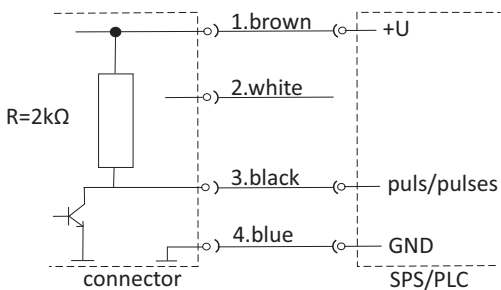 1.brown
+U
2.white
R=2kΩ
3.black
puls/pulses
4.blue
GND
connector
SPS/PLC